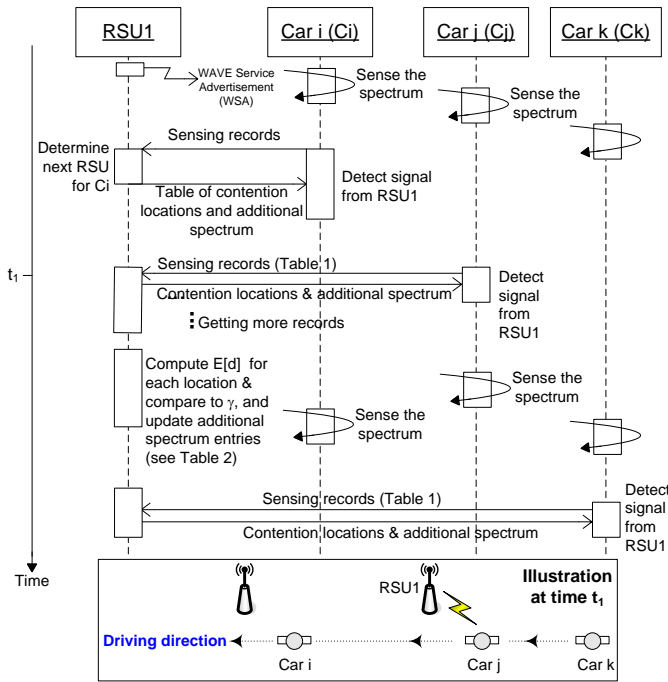 RSU1
Car i (Ci)
Car j (Cj)
Car k (Ck)
WAVE Service
Advertisement
(WSA)
Sense the
spectrum
Sense the
spectrum
Sensing records
Determine
next RSU
for Ci
Detect signal
from RSU1
Table of contention
locations and additional
spectrum
t1
Sensing records (Table 1)
Contention locations & additional spectrum
Detect
signal
from
RSU1
Getting more records
Compute E[d] for
each location &
compare to γ, and
update additional
spectrum entries
(see Table 2)
Sense the
spectrum
Sense the
spectrum
Sensing records (Table 1)
Contention locations & additional spectrum
Detect
signal
from
RSU1
Time
RSU1
Illustration
at time t1
Driving direction
Car i
Car j
Car k